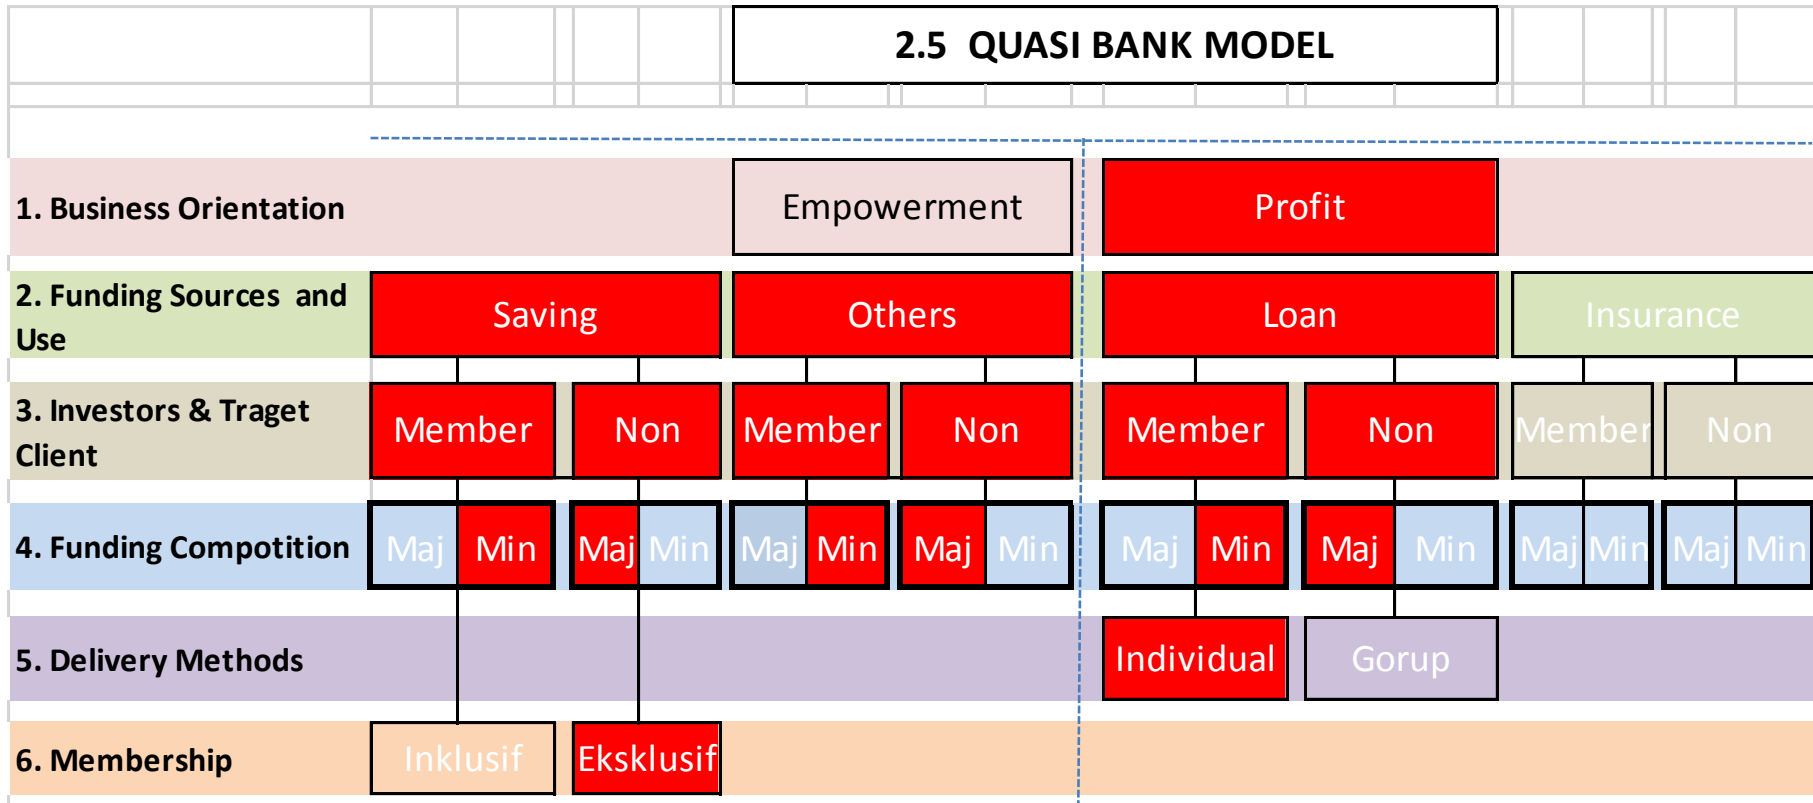 2.5 QUASI BANK MODEL
1. Business Orientation
Empowerment
Profit
2. Funding Sources and
Use
Saving
Others
Loan
Insurance
3. Investors & Traget
Client
Member
Non
Member
Non
Member
Non
Member
Non
4. Funding Compotition
Maj Min
Maj Min
Maj Min
Maj Min
Maj Min
Maj Min
Maj Min
Maj Min
5. Delivery Methods
Individual
Gorup
6. Membership
Inklusif
Eksklusif